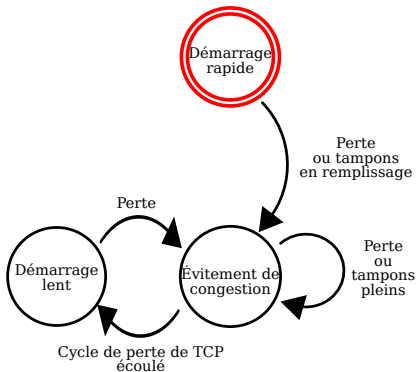 Démarrage
rapide
Perte
ou tampons
en remplissage
Perte
Démarrage
lent
Évitement de
congestion
Perte
ou
tampons
pleins
Cycle de perte de TCP
écoulé